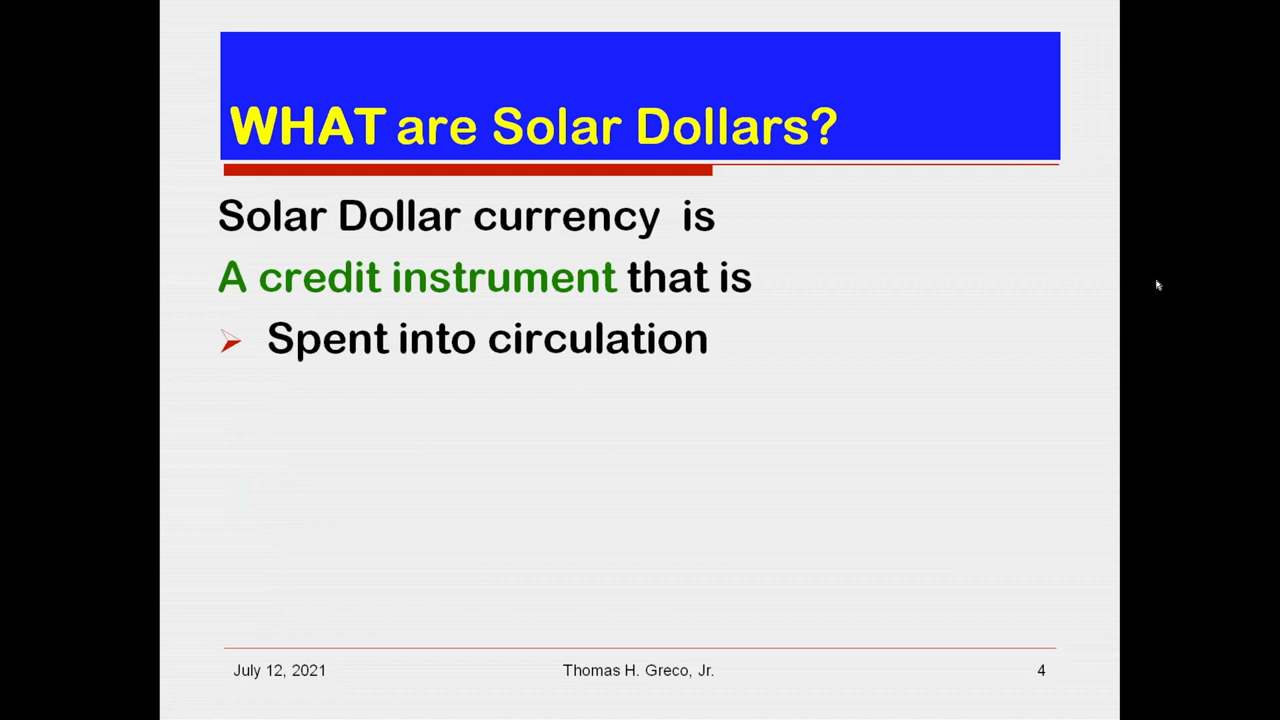 WHAT are Solar Dollars?
Solar Dollar currency is
A credit instrument that is
Spent into circulation
July 12, 2021
Thomas H. Greco, Jr.
4